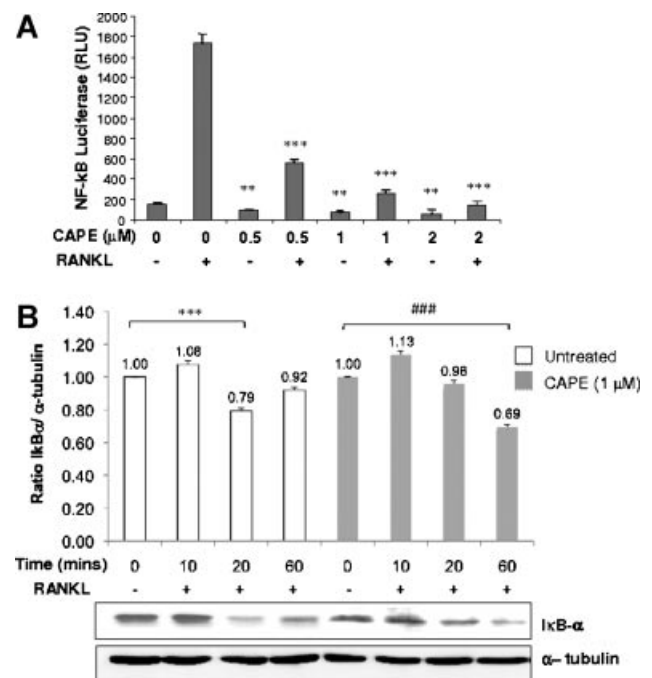 A
NF-kB Luciferase (RLU)
2000
1800
1600
1400
1200
1000
800
600
400
200
0
** *** ** *** ** ***
CAPE (µM) 0 0 0.5 0.5 1 1 2 2
RANKL - + - + - + - +
B
Ratio IkBα/ α-tubulin
1.40
1.20
1.00
0.80
0.60
0.40
0.20
0.00
*** ###
1.00 1.08 0.79 0.92 1.00 1.13 0.98 0.69
Untreated
CAPE (1 µM)
Time (mins) 0 10 20 60 0 10 20 60
RANKL - + + + - + + +
IκB-α
α– tubulin